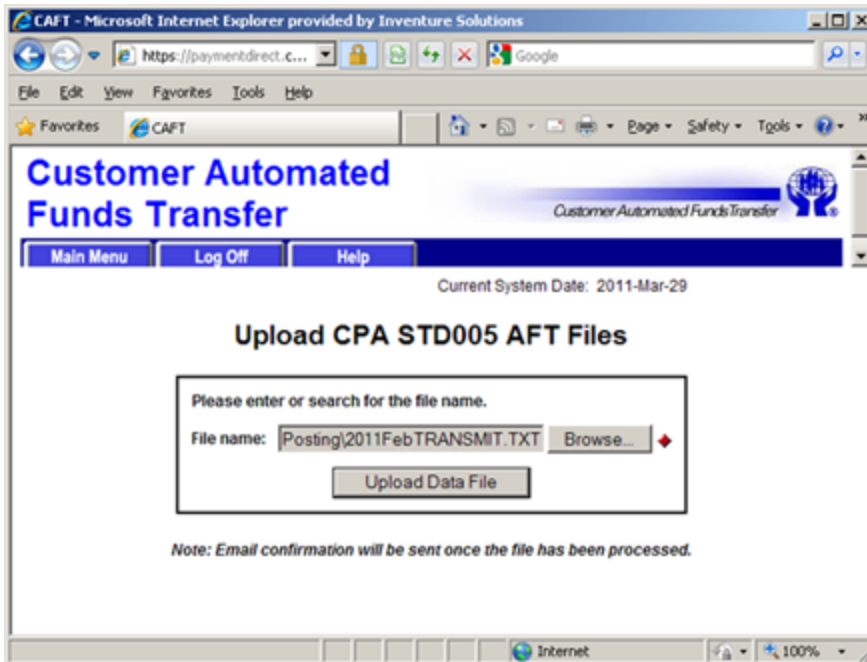 CAFT - Microsoft Internet Explorer provided by Inventure Solutions
https://paymentdirect.c... Google
File Edit View Favorites Tools Help
Favorites CAFT Page Safety Tools
Customer Automated
Funds Transfer
Customer Automated Funds Transfer
Main Menu Log Off Help
Current System Date: 2011-Mar-29
Upload CPA STD005 AFT Files
Please enter or search for the file name.
File name: Posting\2011FebTRANSMIT.TXT Browse...
Upload Data File
Note: Email confirmation will be sent once the file has been processed.
Internet 100%